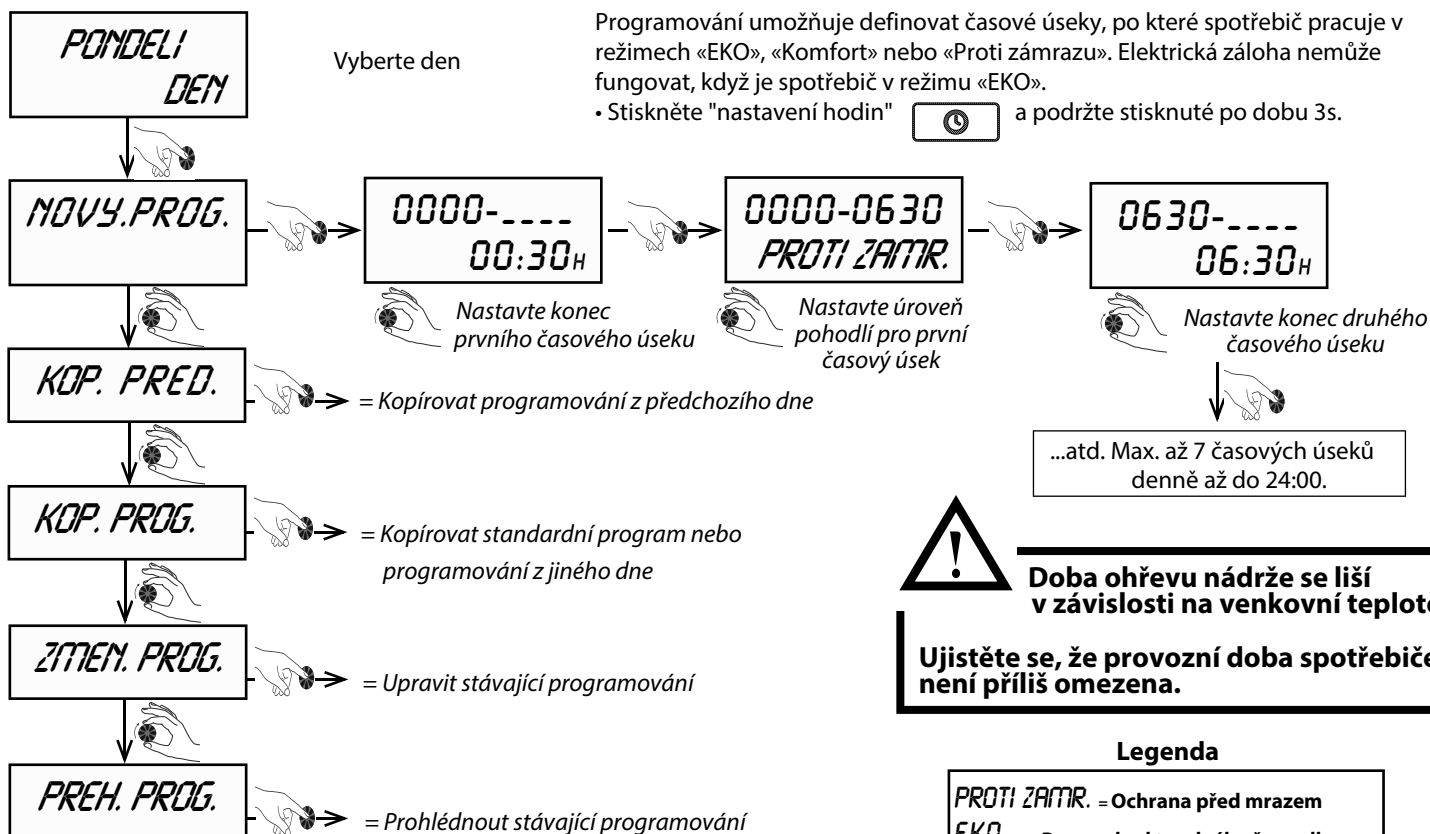 Programování umožňuje definovat časové úseky, po které spotřebič pracuje v
režimech «EKO», «Komfort» nebo «Proti zámrazu». Elektrická záloha nemůže
fungovat, když je spotřebič v režimu «EKO».
• Stiskněte "nastavení hodin" a podržte stisknuté po dobu 3s.
PONDELI
DEN
Vyberte den
NOVY.PROG.
0000-____
00:30H
Nastavte konec
prvního časového úseku
0000-0630
PROTI ZAMR.
Nastavte úroveň
pohodlí pro první
časový úsek
0630-____
06:30H
Nastavte konec druhého
časového úseku
...atd. Max. až 7 časových úseků
denně až do 24:00.
KOP. PRED.
= Kopírovat programování z předchozího dne
KOP. PROG.
= Kopírovat standardní program nebo
programování z jiného dne
ZMEN. PROG.
= Upravit stávající programování
PREH. PROG.
= Prohlédnout stávající programování
!
Doba ohřevu nádrže se liší
v závislosti na venkovní teplotě
Ujistěte se, že provozní doba spotřebiče
není příliš omezena.
Legenda
PROTI ZAMR. = Ochrana před mrazem
EKO